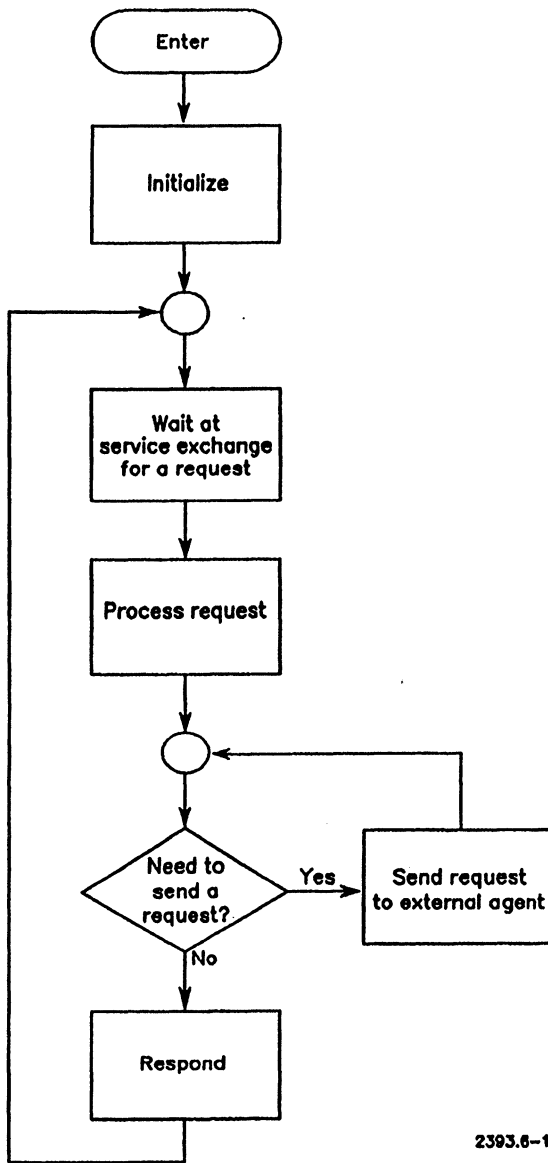 Enter
Initialize
Wait at
service exchange
for a request
Process request
Need to
send a
request?
Yes
Send request
to external agent
No
Respond
2393.6-1